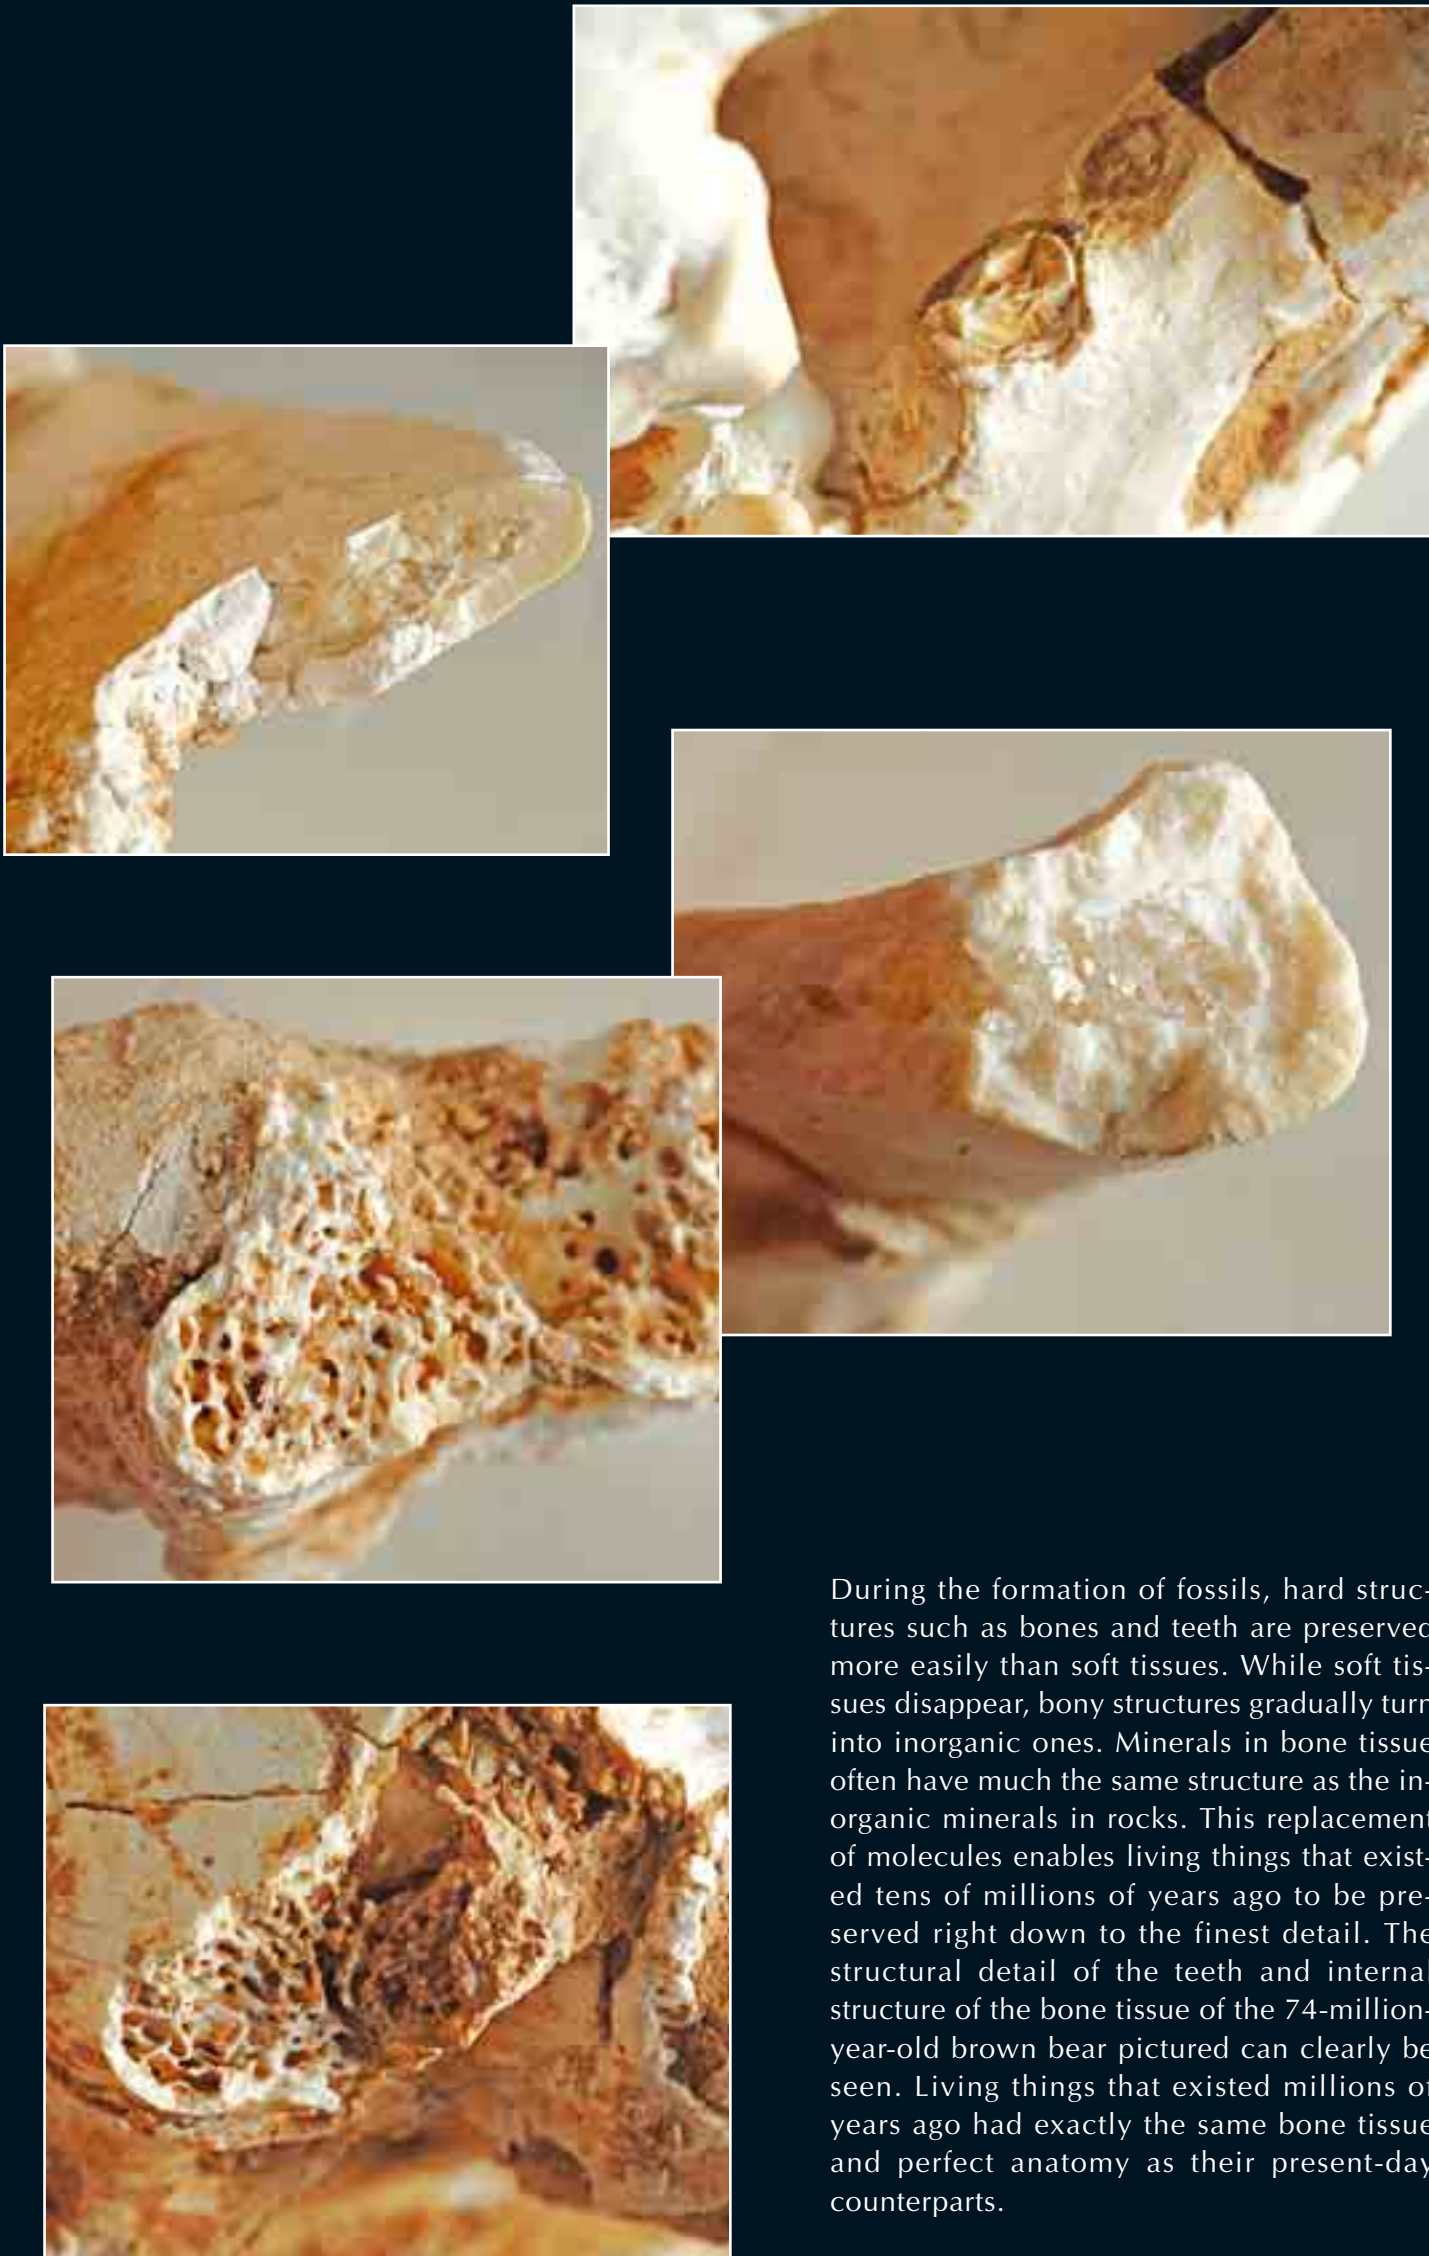 During the formation of fossils, hard struc-
tures such as bones and teeth are preserved
more easily than soft tissues. While soft tis-
sues disappear, bony structures gradually turn
into inorganic ones. Minerals in bone tissue
often have much the same structure as the in-
organic minerals in rocks. This replacement
of molecules enables living things that exist-
ed tens of millions of years ago to be pre-
served right down to the finest detail. The
structural detail of the teeth and internal
structure of the bone tissue of the 74-million-
year-old brown bear pictured can clearly be
seen. Living things that existed millions of
years ago had exactly the same bone tissue
and perfect anatomy as their present-day
counterparts.